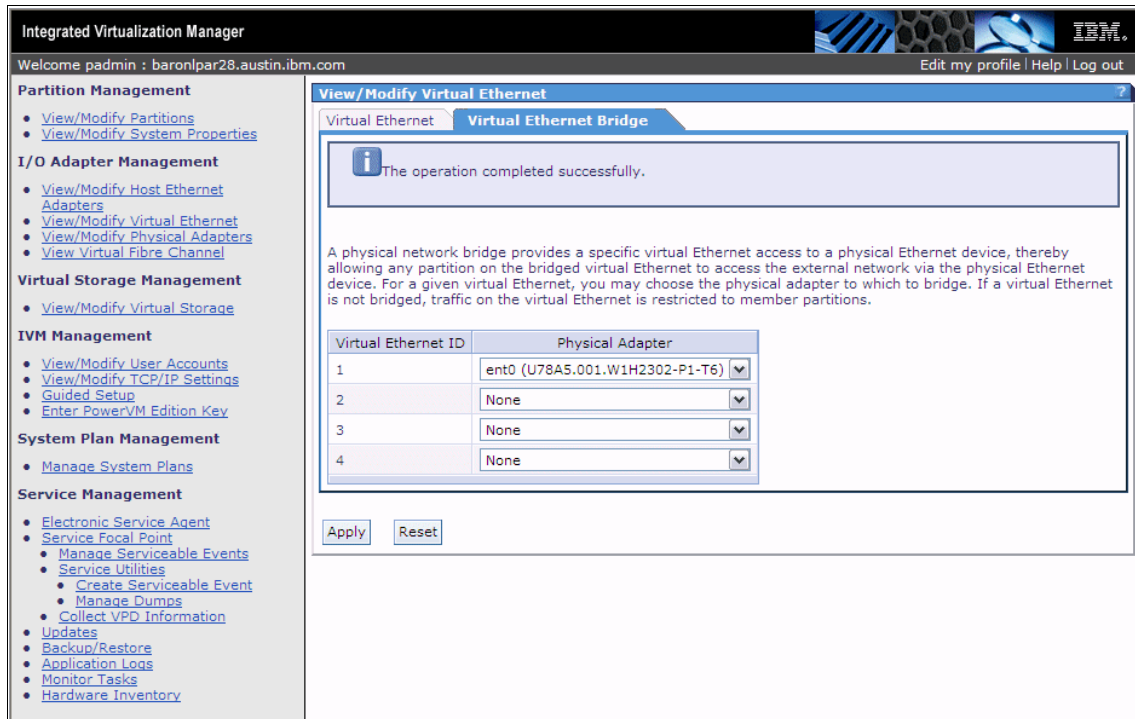 Integrated Virtualization Manager
IBM.
Welcome padmin : baronlpar28.austin.ibm.com
Edit my profile | Help | Log out
Partition Management
View/Modify Partitions
View/Modify System Properties
I/O Adapter Management
View/Modify Host Ethernet
Adapters
View/Modify Virtual Ethernet
View/Modify Physical Adapters
View Virtual Fibre Channel
Virtual Storage Management
View/Modify Virtual Storage
IVM Management
View/Modify User Accounts
View/Modify TCP/IP Settings
Guided Setup
Enter PowerVM Edition Key
System Plan Management
Manage System Plans
Service Management
Electronic Service Agent
Service Focal Point
Manage Serviceable Events
Service Utilities
Create Serviceable Event
Manage Dumps
Collect VPD Information
Updates
Backup/Restore
Application Logs
Monitor Tasks
Hardware Inventory
View/Modify Virtual Ethernet
?
Virtual Ethernet
Virtual Ethernet Bridge
i
The operation completed successfully.
A physical network bridge provides a specific virtual Ethernet access to a physical Ethernet device, thereby
allowing any partition on the bridged virtual Ethernet to access the external network via the physical Ethernet
device. For a given virtual Ethernet, you may choose the physical adapter to which to bridge. If a virtual Ethernet
is not bridged, traffic on the virtual Ethernet is restricted to member partitions.
Virtual Ethernet ID Physical Adapter
1 ent0 (U78A5.001.W1H2302-P1-T6)
2 None
3 None
4 None
Apply Reset